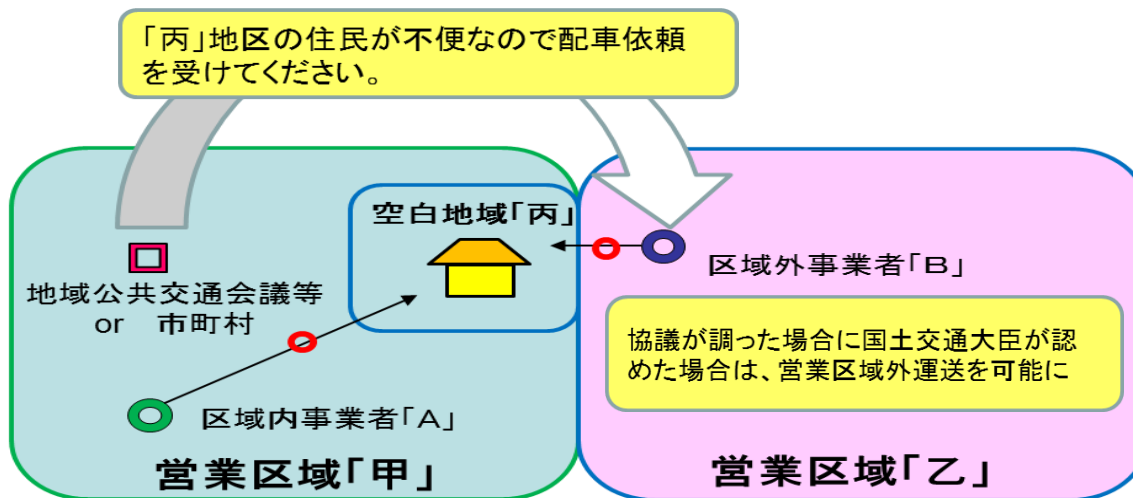 「丙」地区の住民が不便なので配車依頼
を受けてください。
空白地域「丙」
地域公共交通会議等
or 市町村
区域内事業者「A」
営業区域「甲」
区域外事業者「B」
協議が調った場合に国土交通大臣が認
めた場合は、営業区域外運送を可能に
営業区域「乙」